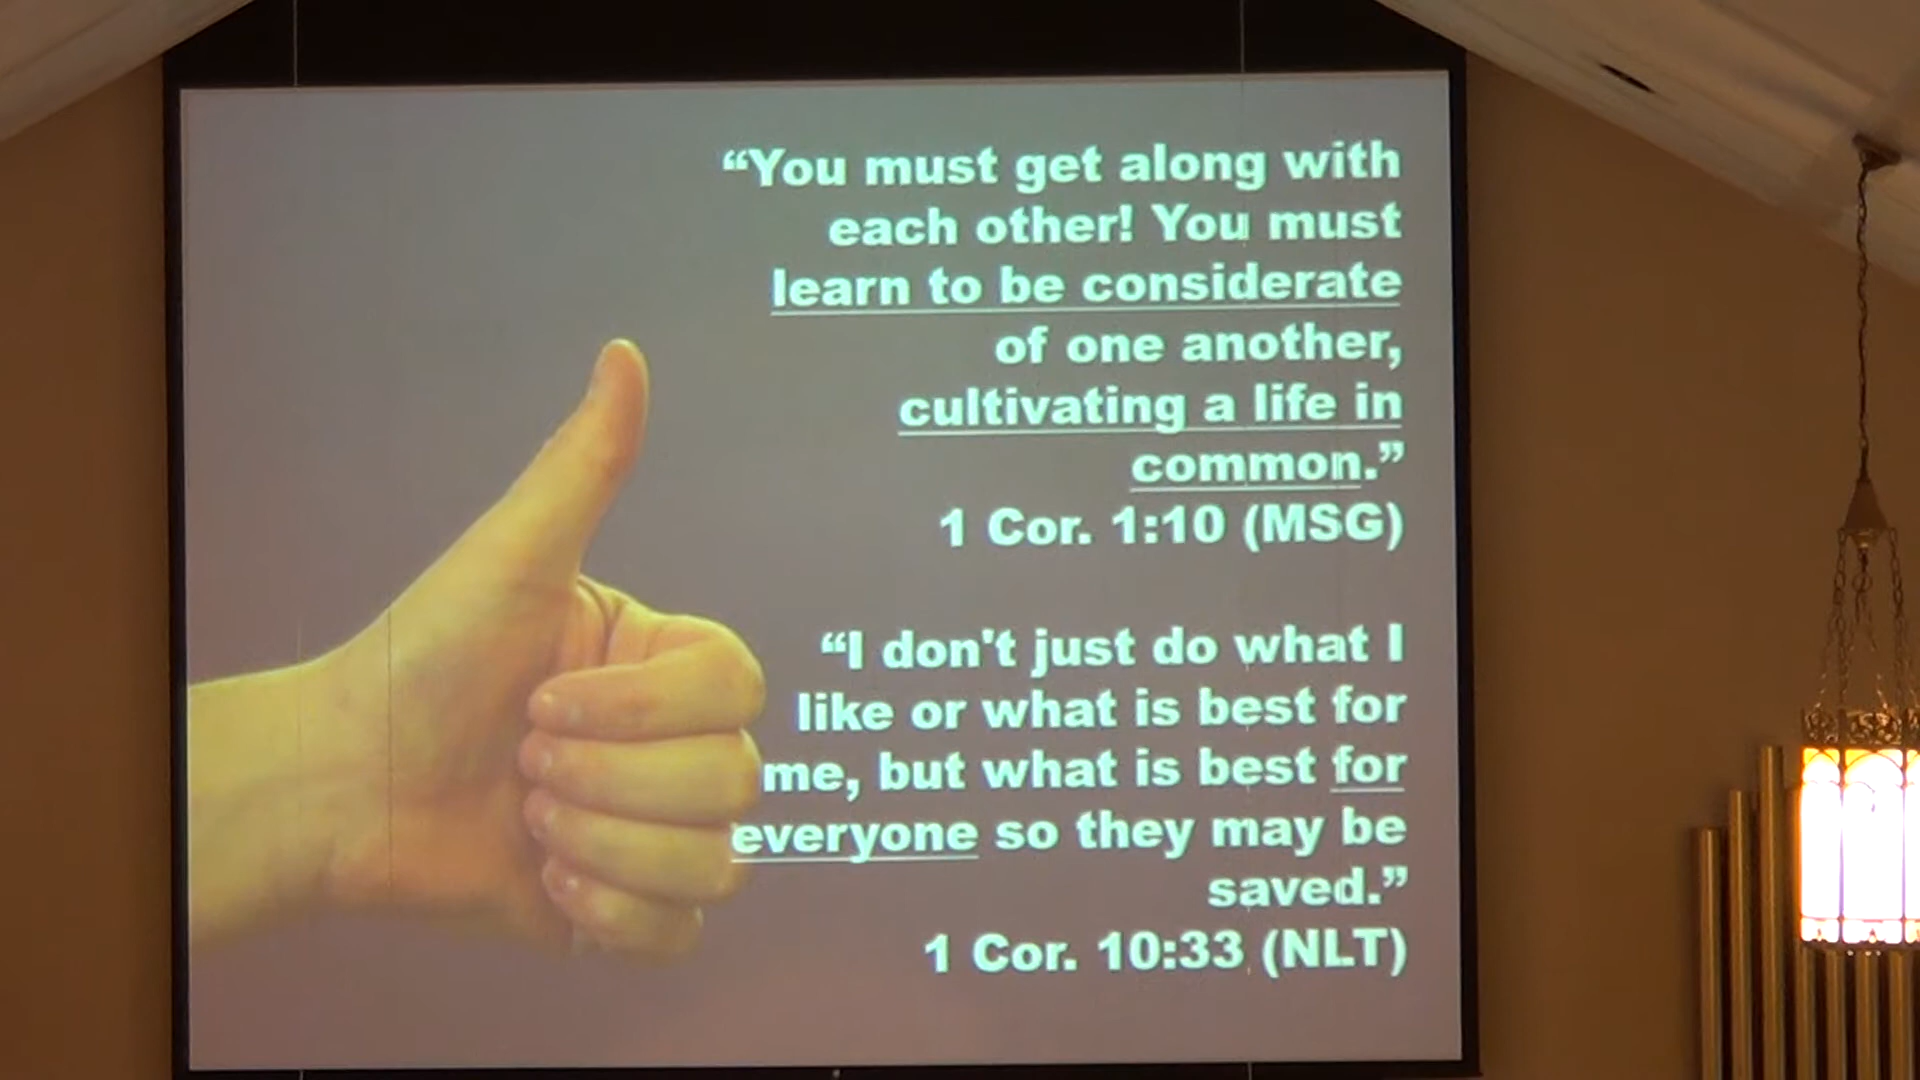 “You must get along with
each other! You must
learn to be considerate
of one another,
cultivating a life in
common.”
1 Cor. 1:10 (MSG)
“I don't just do what I
like or what is best for
me, but what is best for
everyone so they may be
saved.”
1 Cor. 10:33 (NLT)